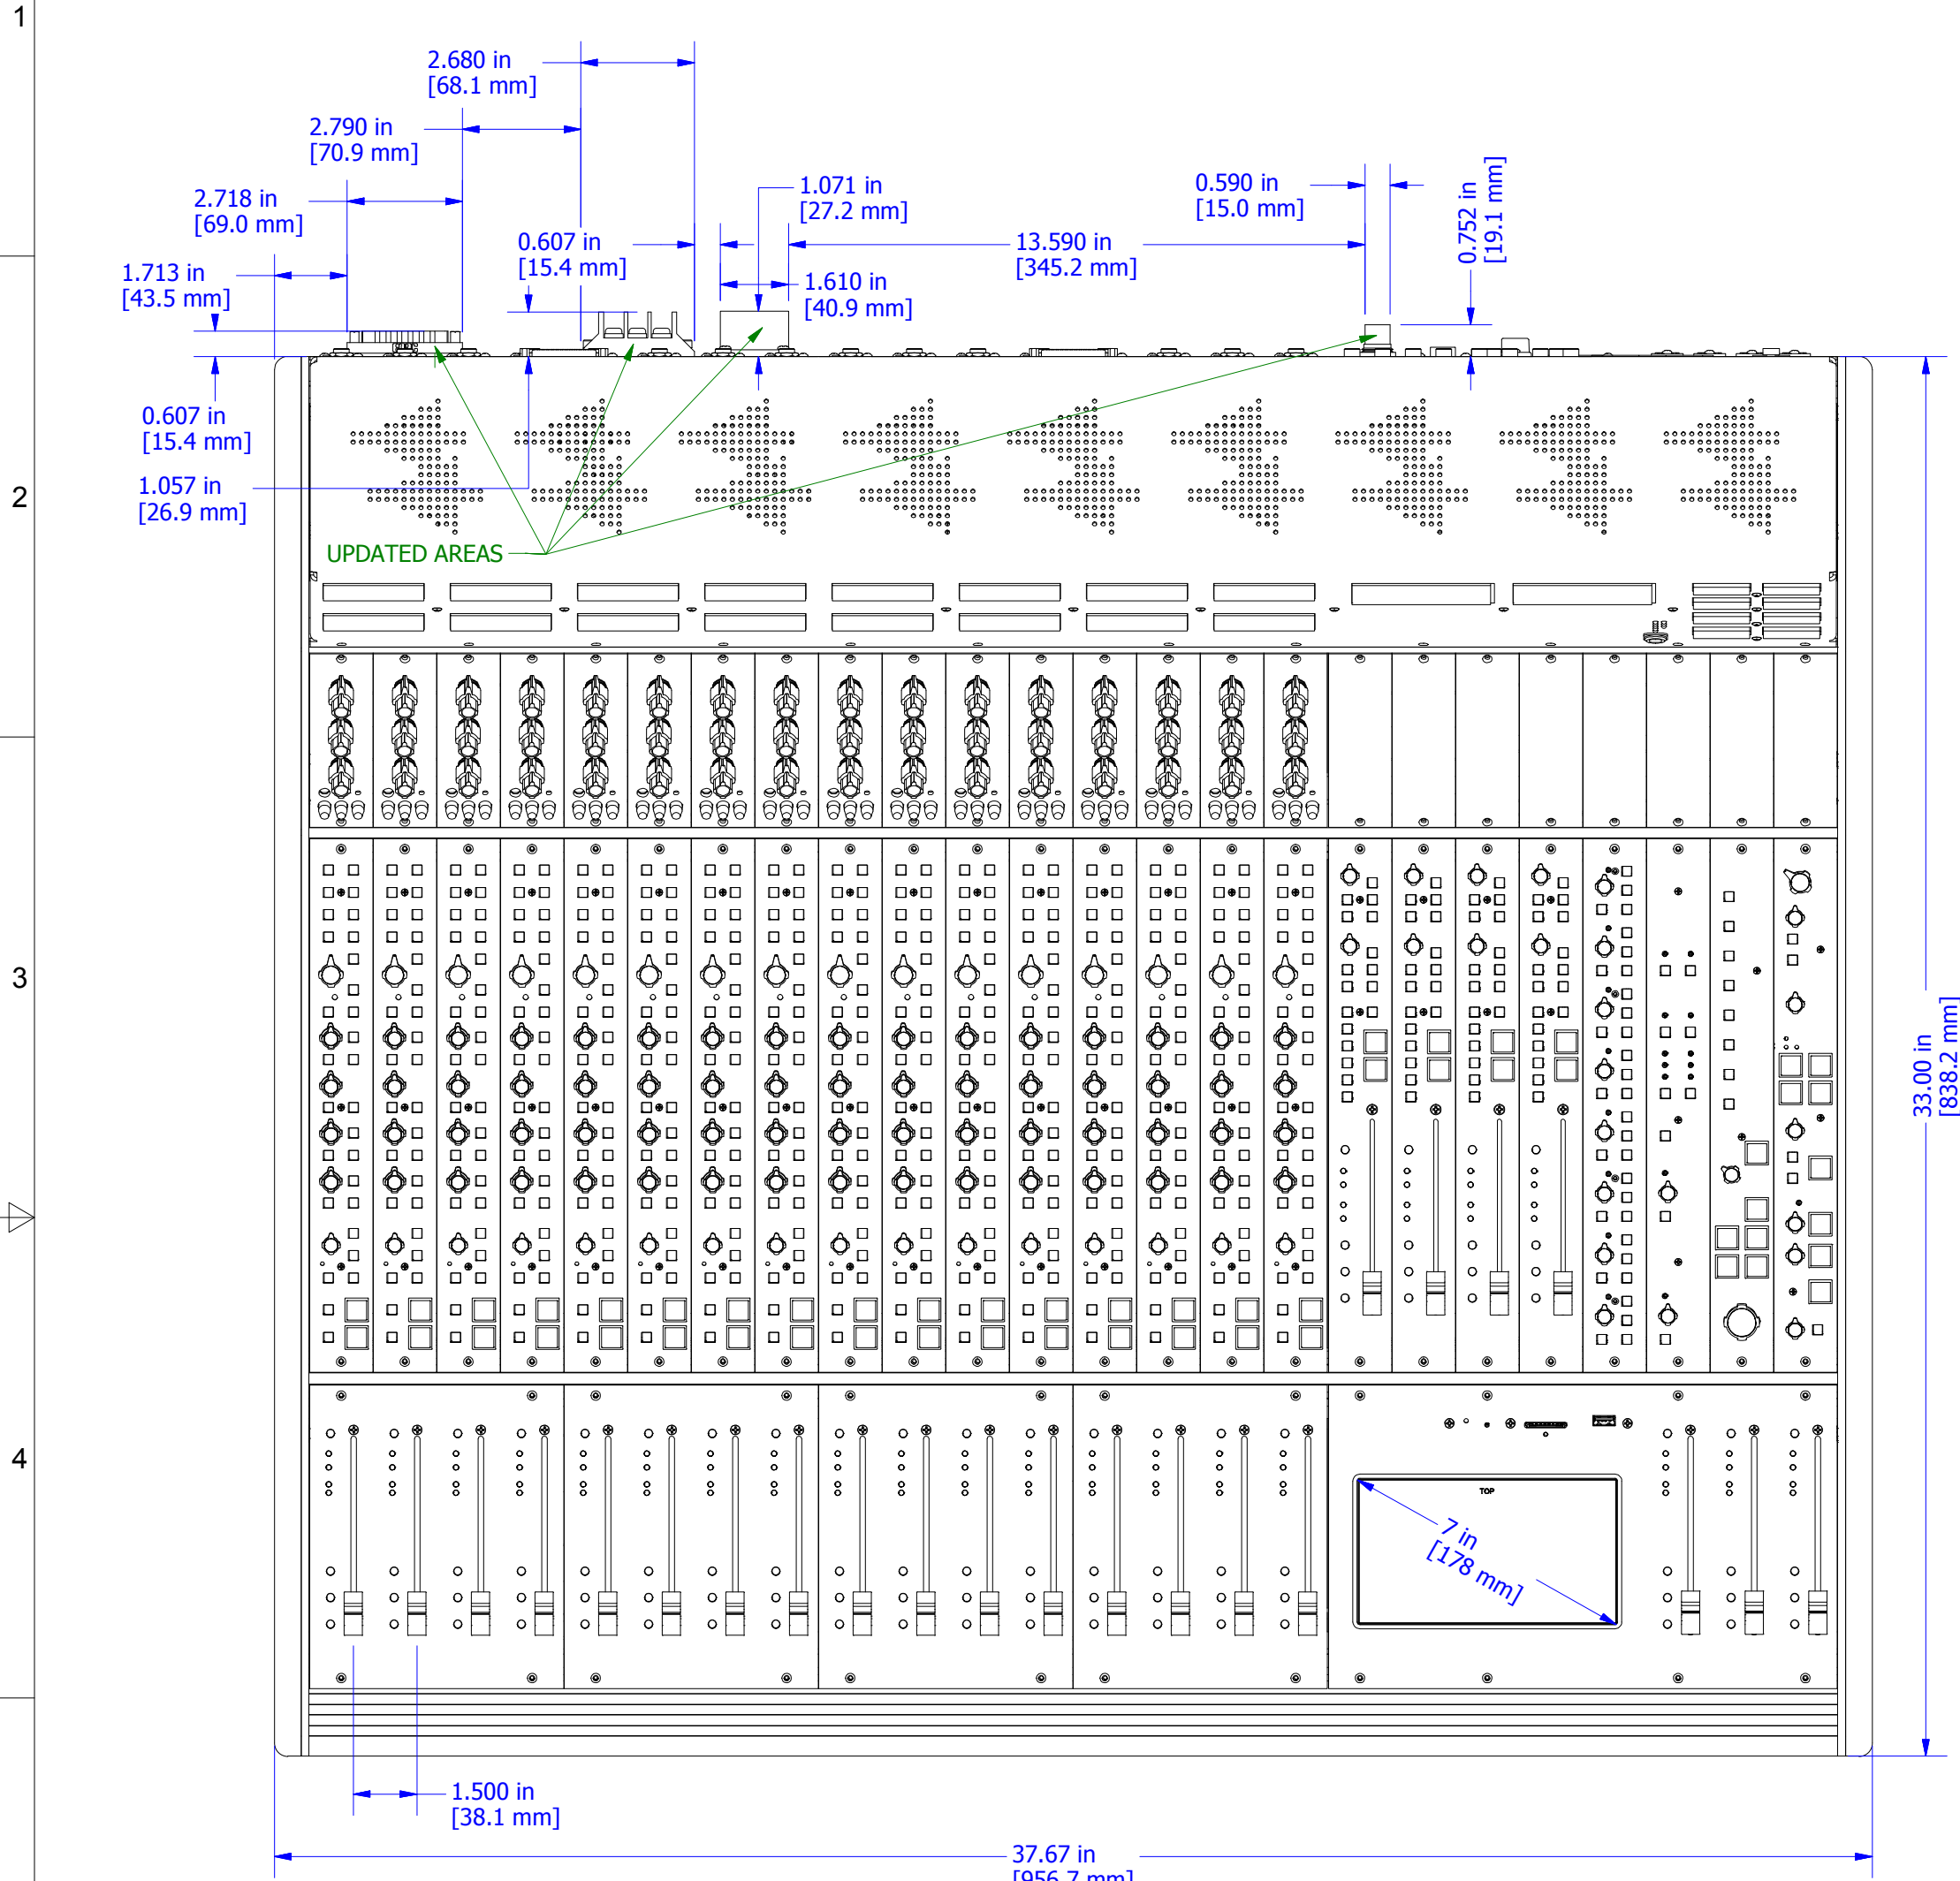 1
2.680 in
[68.1 mm]
2.790 in
[70.9 mm]
2.718 in
[69.0 mm]
1.071 in
[27.2 mm]
0.590 in
[15.0 mm]
0.752 in
[19.1 mm]
0.607 in
[15.4 mm]
13.590 in
[345.2 mm]
1.713 in
[43.5 mm]
1.610 in
[40.9 mm]
0.607 in
[15.4 mm]
2
1.057 in
[26.9 mm]
UPDATED AREAS
3
33.00 in
[838.2 mm]
4
TOP
7 in
[178 mm]
1.500 in
[38.1 mm]
37.67 in
[956.7 mm]